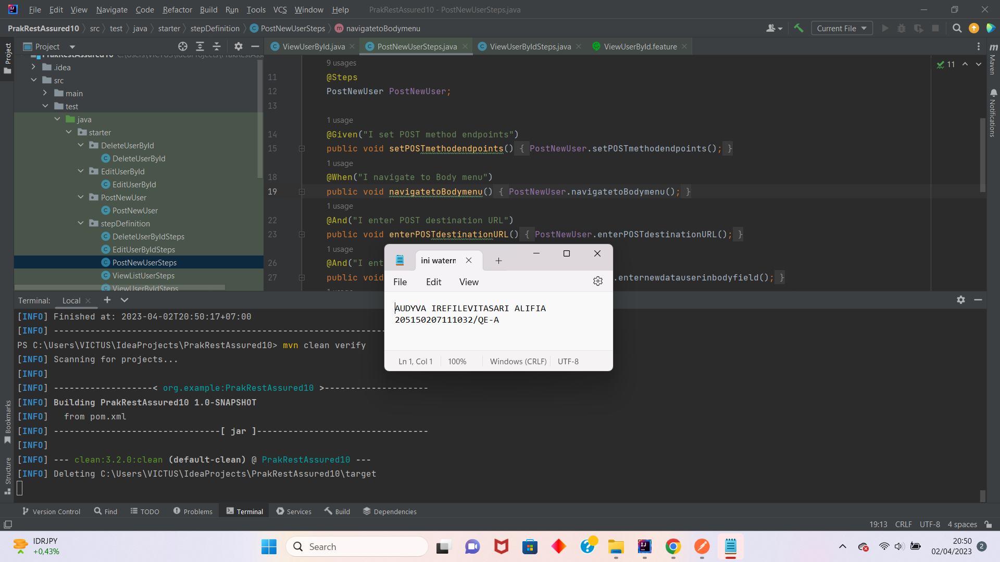 File Edit View Navigate Code Refactor Build Run Tools VCS Window Help PrakRestAssured10 - PostNewUserSteps.java
PrakRestAssured10 src test java starter stepDefinition PostNewUserSteps navigatetoBodymenu Current File
Project
ViewUserById.java PostNewUserSteps.java ViewUserByIdSteps.java ViewUserById.feature
Project
Maven
Notifications
Bookmarks
Structure
.idea
src
main
test
java
starter
DeleteUserById
DeleteUserById
EditUserById
EditUserById
PostNewUser
PostNewUser
stepDefinition
DeleteUserByIdSteps
EditUserByIdSteps
PostNewUserSteps
ViewListUserSteps
ViewUserByIdSteps
9 usages
11
11 @Steps
12 PostNewUser PostNewUser;
13
1 usage
14 @Given("I set POST method endpoints")
15 public void setPOSTmethodendpoints() { PostNewUser.setPOSTmethodendpoints(); }
1 usage
18 @When("I navigate to Body menu")
19 public void navigatetoBodymenu() { PostNewUser.navigatetoBodymenu(); }
1 usage
22 @And("I enter POST destination URL")
23 public void enterPOSTdestinationURL() { PostNewUser.enterPOSTdestinationURL(); }
1 usage
26 @And("I ent
27 public void .enternewdatauserinbodyfield(); }
ini watern
File Edit View
AUDYVA IREFILEVITASARI ALIFIA
205150207111032/QE-A
Ln 1, Col 1 100% Windows (CRLF) UTF-8
Terminal: Local
[INFO] Finished at: 2023-04-02T20:50:17+07:00
[INFO] ----------------------------------------------------------------
PS C:\Users\VICTUS\IdeaProjects\PrakRestAssured10> mvn clean verify
[INFO] Scanning for projects...
[INFO]
[INFO] -------------------< org.example:PrakRestAssured10 >--------------------
[INFO] Building PrakRestAssured10 1.0-SNAPSHOT
[INFO]   from pom.xml
[INFO] --------------------------------[ jar ]---------------------------------
[INFO]
[INFO] --- clean:3.2.0:clean (default-clean) @ PrakRestAssured10 ---
[INFO] Deleting C:\Users\VICTUS\IdeaProjects\PrakRestAssured10\target
Version Control Find TODO Problems Terminal Services Build Dependencies
19:13 CRLF UTF-8 4 spaces
IDRJPY
+0,43%
Search
20:50
02/04/2023
2